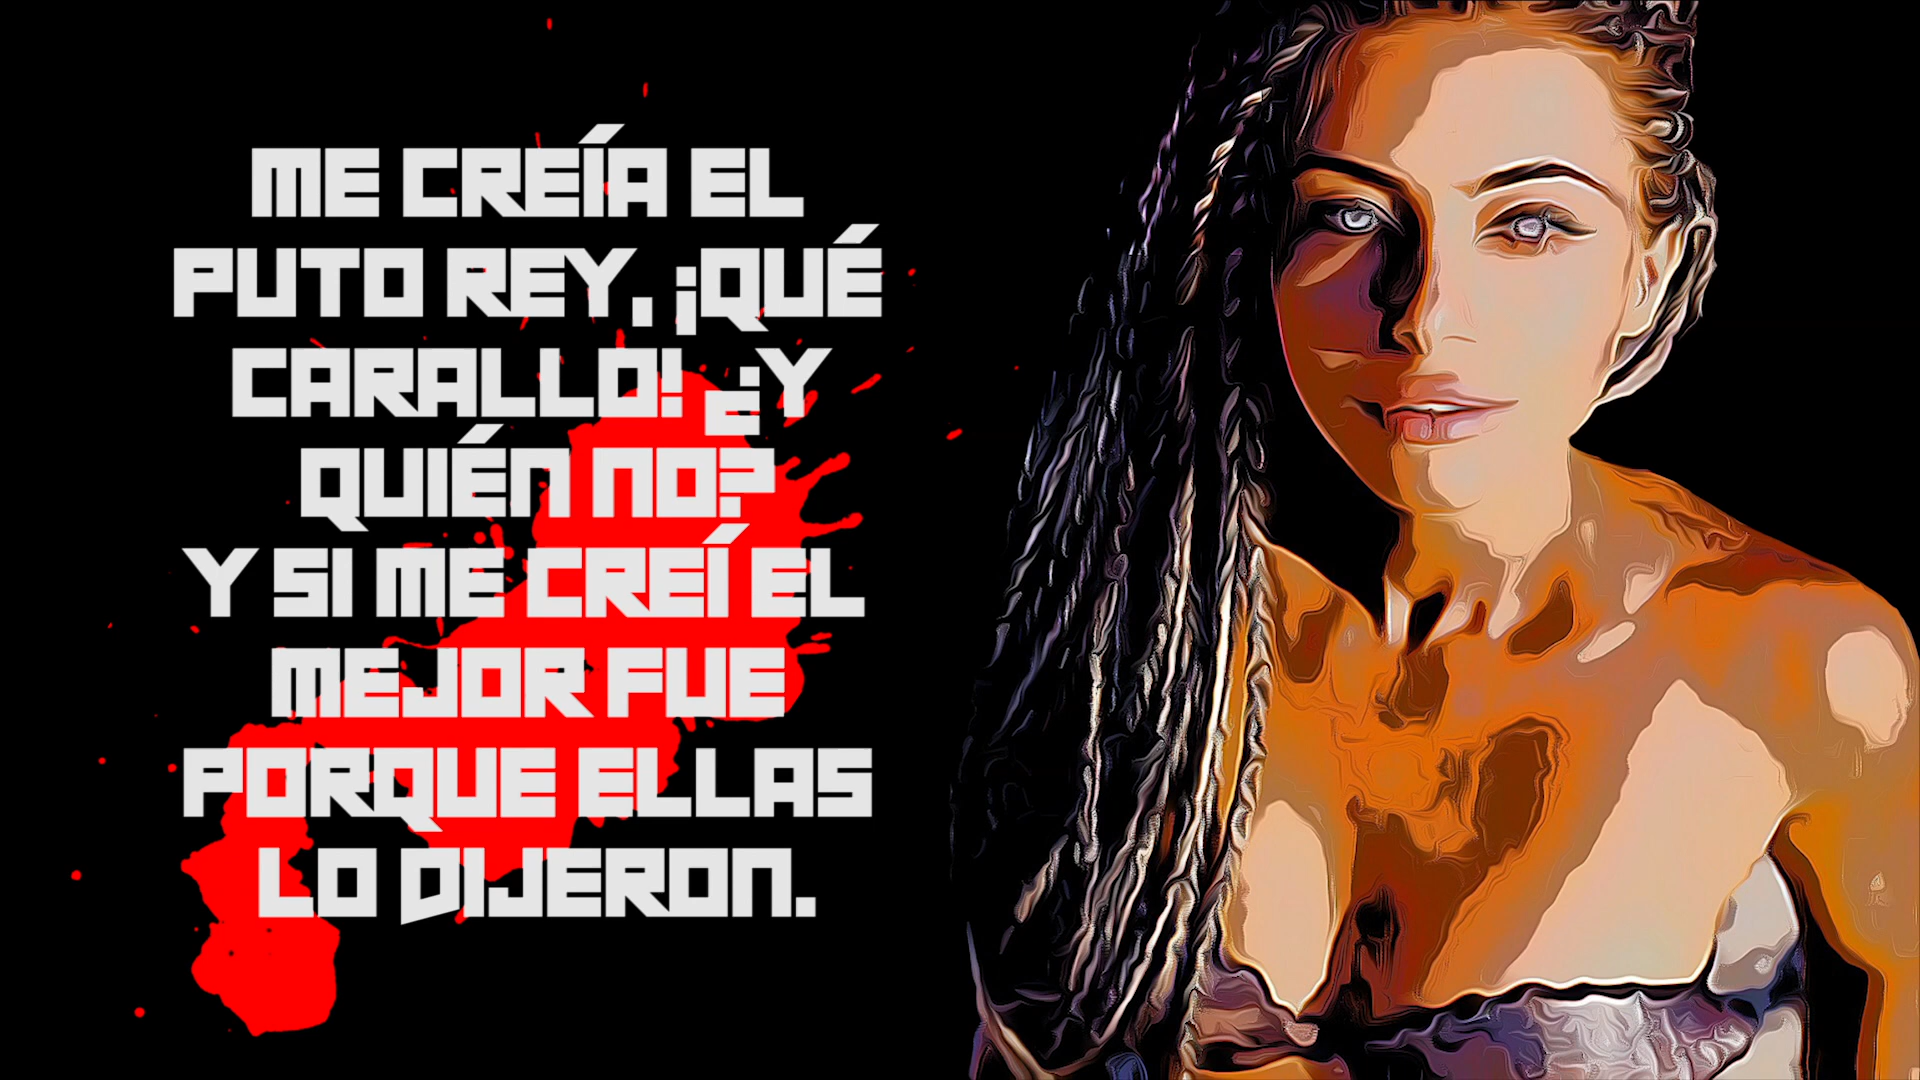 ME CREÍA EL
PUTO REY, ¡QUÉ
CARALLO! ¿Y
QUIÉN NO?
Y SI ME CREÍ EL
MEJOR FUE
PORQUE ELLAS
LO DIJERON.